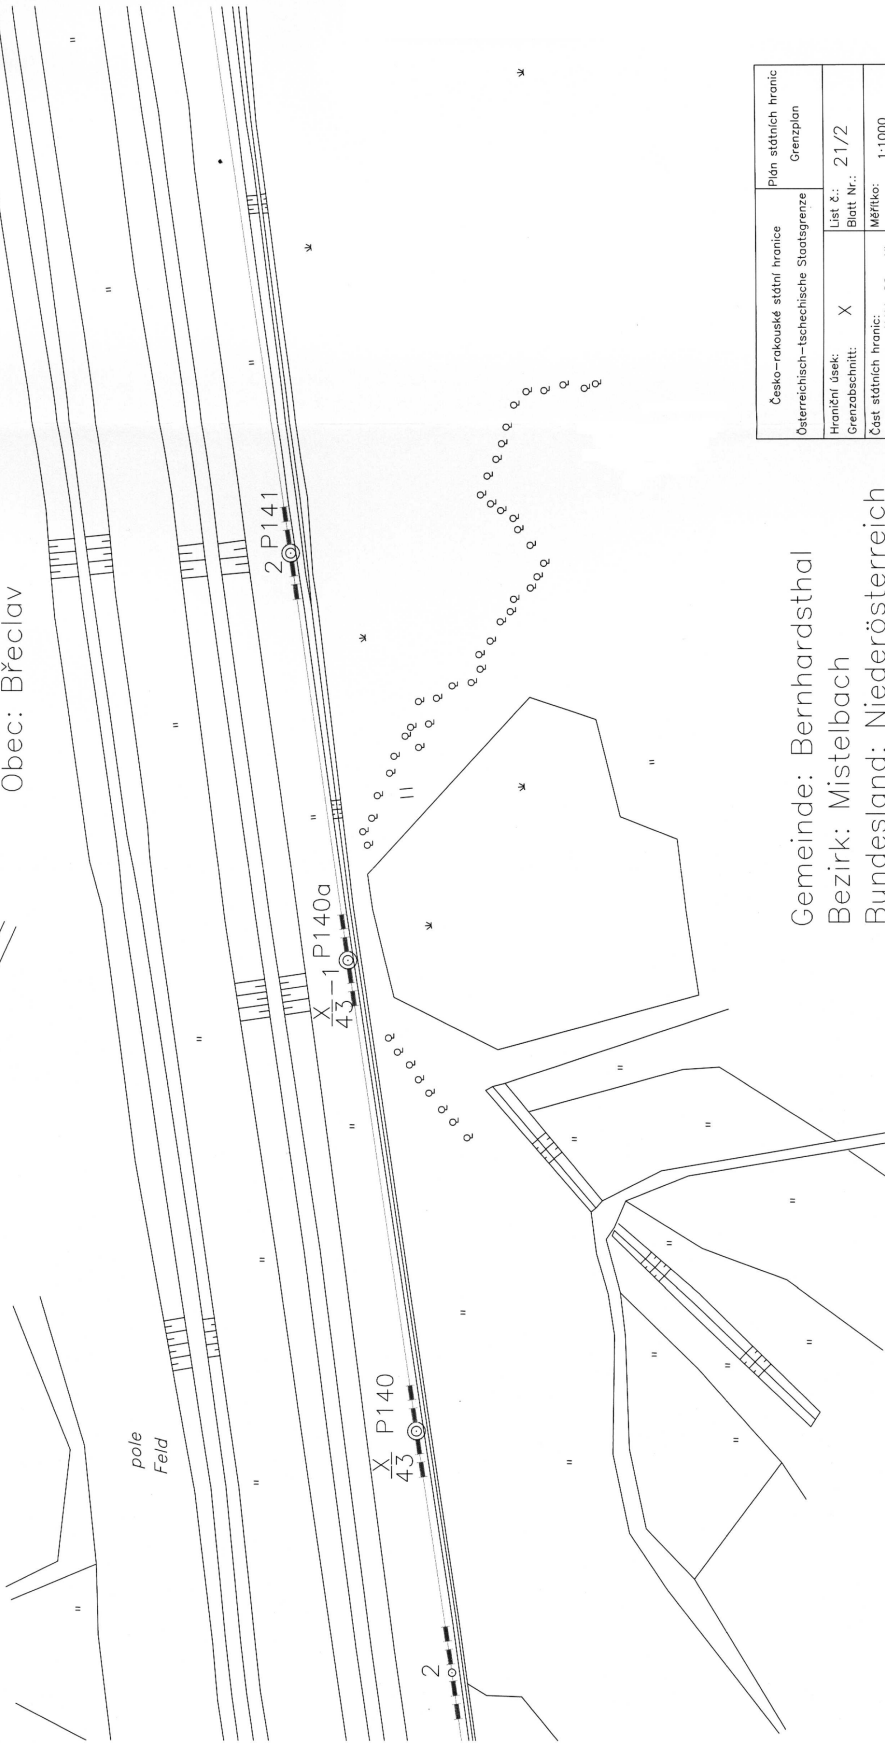 Obec: Břeclav
pole
Feld
2
X
43
P140
X
43
-1 P140a
2 P141
Gemeinde: Bernhardsthal
Bezirk: Mistelbach
Bundesland: Niederösterreich
Česko-rakouské státní hranice
Österreichisch-tschechische Staatsgrenze
Plán státních hranic
Grenzplan
Hraniční úsek:
Grenzabschnitt: X
List č.:
Blatt Nr.: 21/2
Část státních hranic:
Měřítko: 1:1000